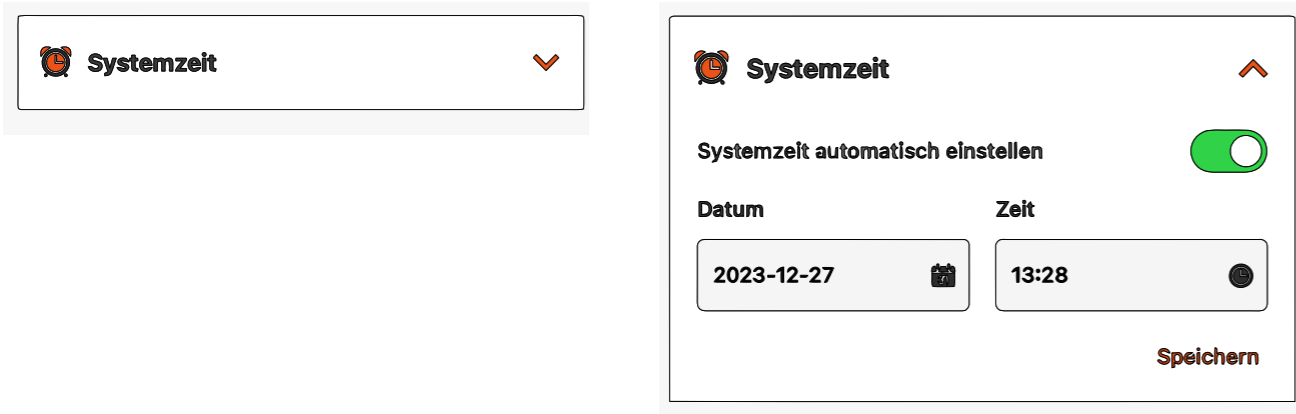 Systemzeit
Systemzeit
Systemzeit automatisch einstellen
Datum Zeit
2023-12-27 13:28
Speichern